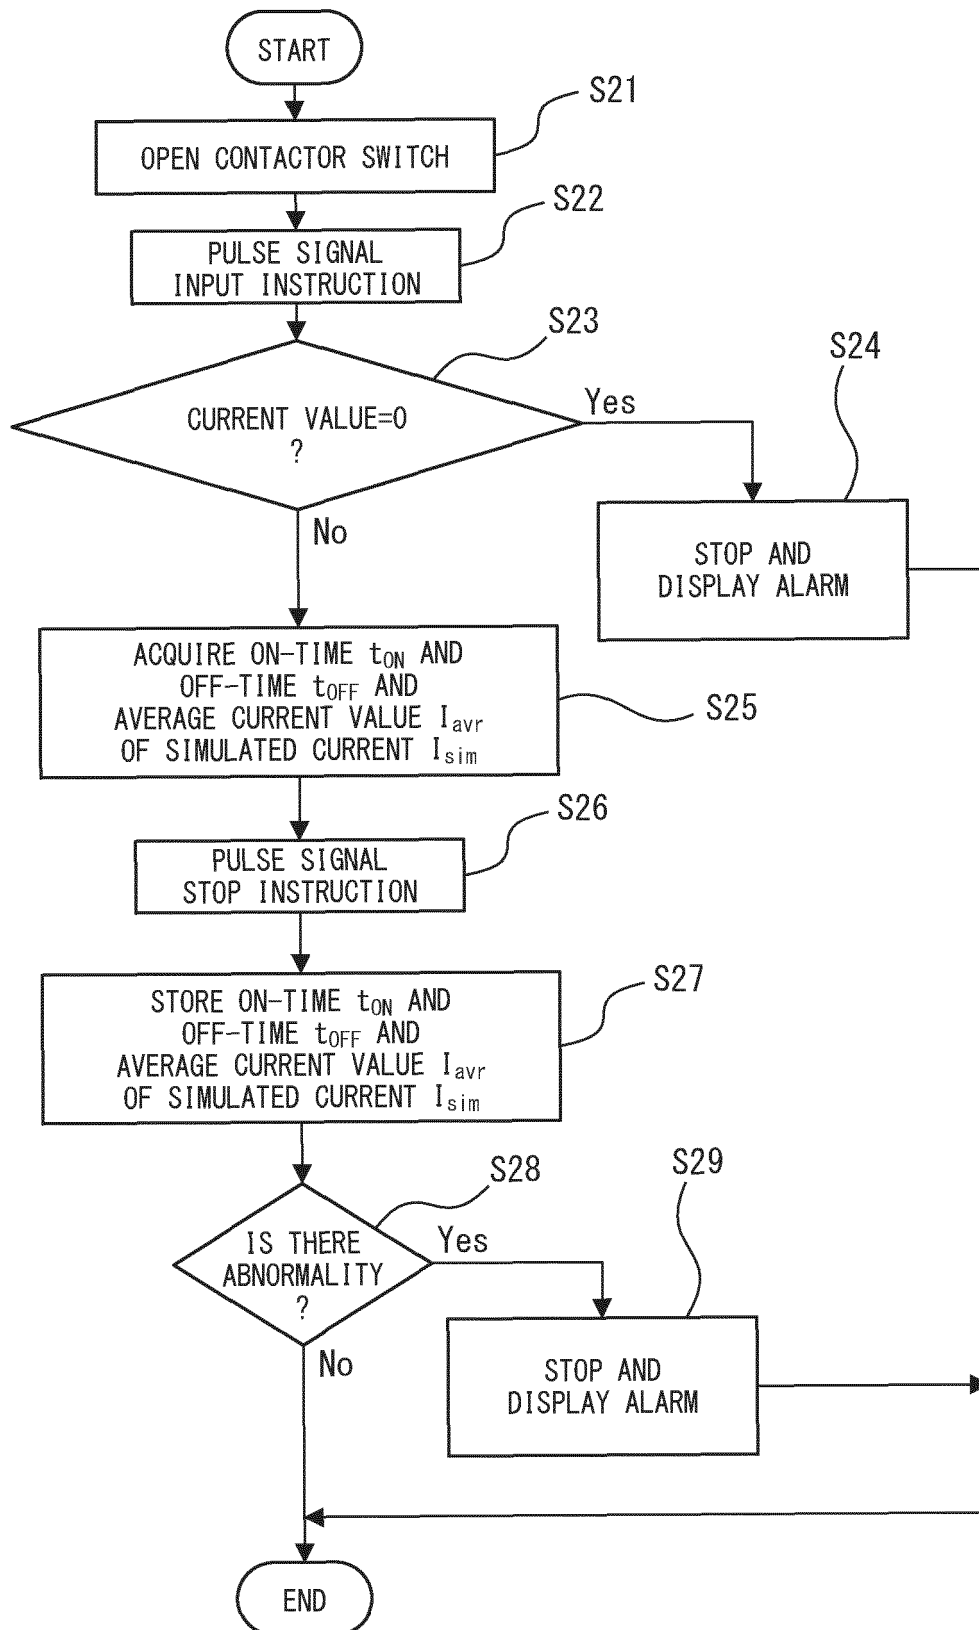 START
S21
OPEN CONTACTOR SWITCH
S22
PULSE SIGNAL
INPUT INSTRUCTION
S23
CURRENT VALUE=0
?
Yes
No
S24
STOP AND
DISPLAY ALARM
ACQUIRE ON-TIME tON AND
OFF-TIME tOFF AND
AVERAGE CURRENT VALUE Iavr
OF SIMULATED CURRENT Isim
S25
S26
PULSE SIGNAL
STOP INSTRUCTION
S27
STORE ON-TIME tON AND
OFF-TIME tOFF AND
AVERAGE CURRENT VALUE Iavr
OF SIMULATED CURRENT Isim
S28
IS THERE
ABNORMALITY
?
Yes
No
S29
STOP AND
DISPLAY ALARM
END